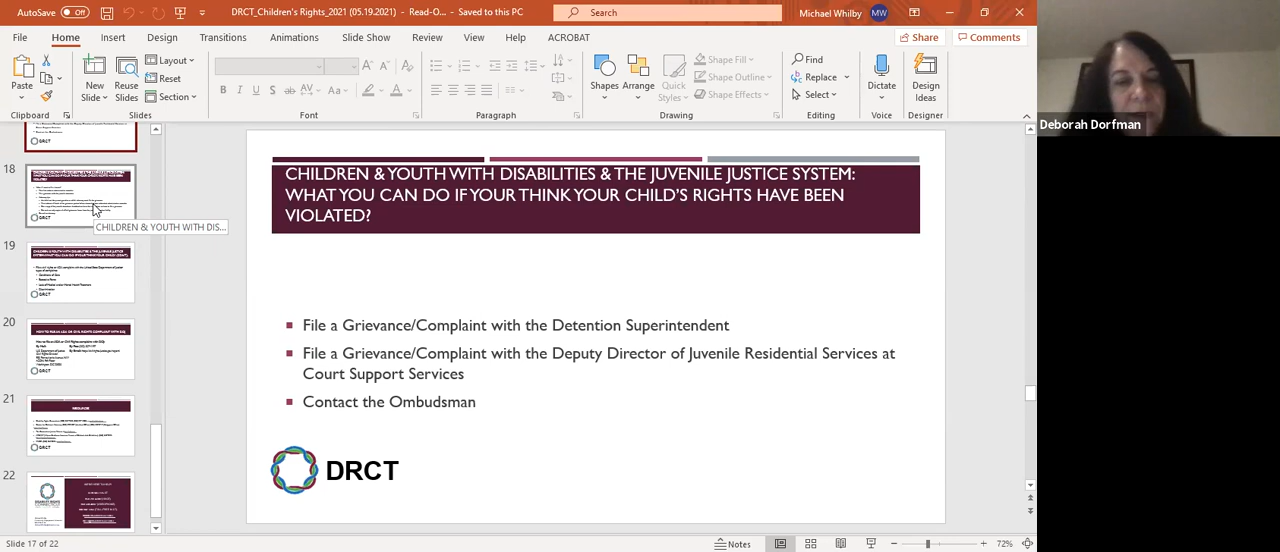 AutoSave Off DRCT_Children's Rights_2021 (05.19.2021) - Read-O... - Saved to this PC Search Michael Whilby MW
File Home Insert Design Transitions Animations Slide Show Review View Help ACROBAT Share Comments
Paste New Slide Reuse Slides Layout Reset Section Shapes Arrange Quick Styles Shape Fill Shape Outline Shape Effects Find Replace Select Dictate Design Ideas
Clipboard Slides Font Paragraph Drawing Editing Voice Designer
Deborah Dorfman
18
CHILDREN & YOUTH WITH DIS...
19
20
21
22
CHILDREN & YOUTH WITH DISABILITIES & THE JUVENILE JUSTICE SYSTEM:
WHAT YOU CAN DO IF YOUR THINK YOUR CHILD'S RIGHTS HAVE BEEN
VIOLATED?
File a Grievance/Complaint with the Detention Superintendent
File a Grievance/Complaint with the Deputy Director of Juvenile Residential Services at
Court Support Services
Contact the Ombudsman
DRCT
Slide 17 of 22 Notes 72%